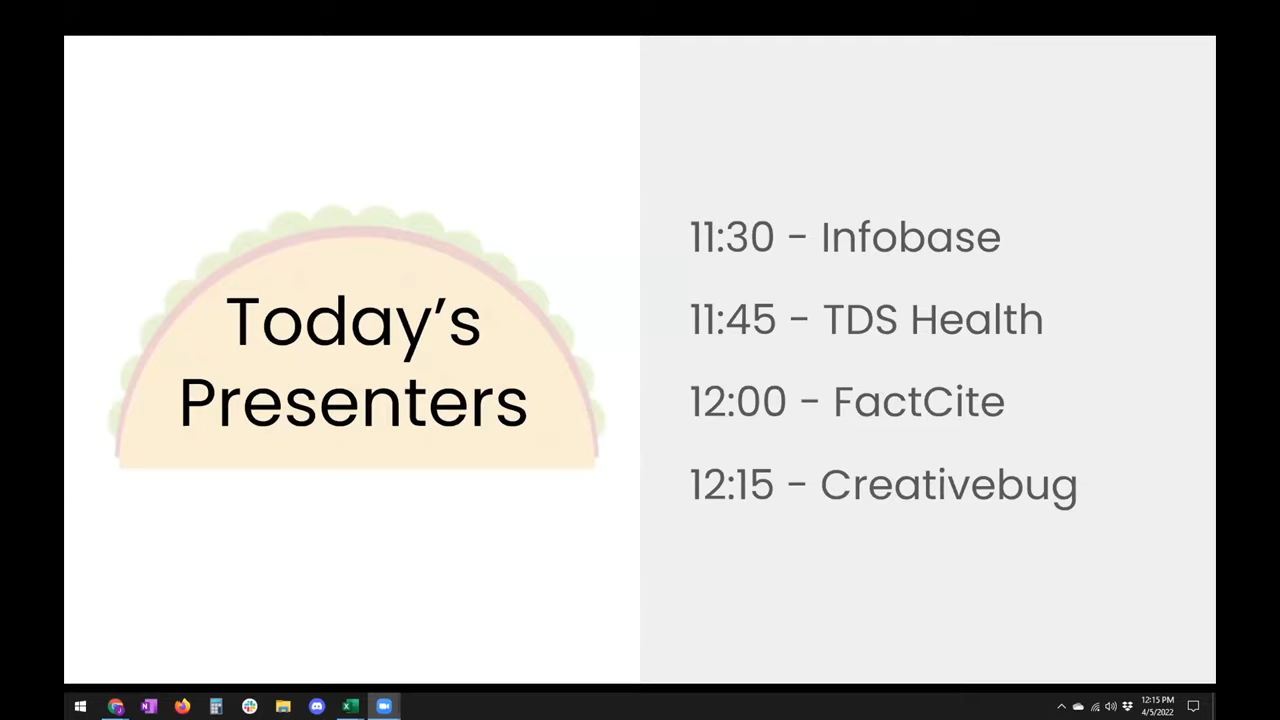 Today’s
Presenters
11:30 - Infobase
11:45 - TDS Health
12:00 - FactCite
12:15 - Creativebug
12:15 PM
4/5/2022